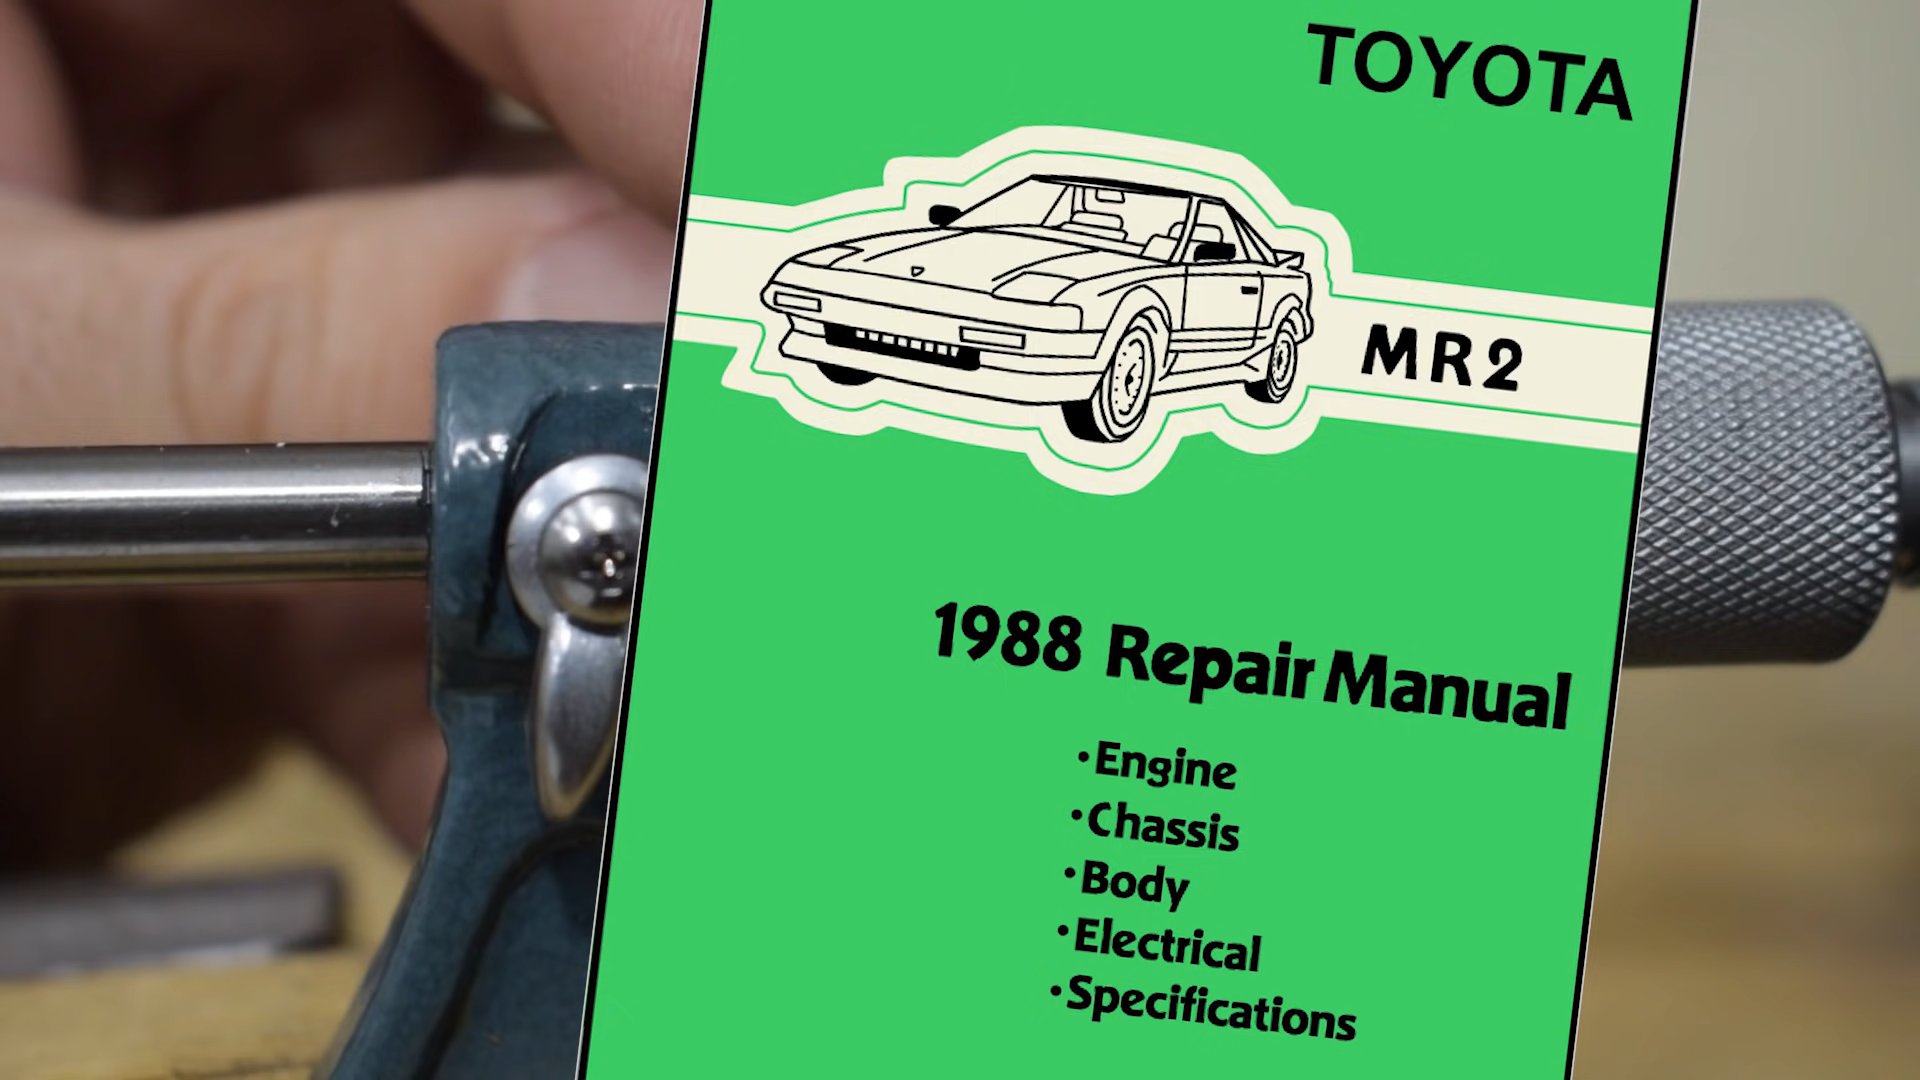 TOYOTA
MR2
1988 Repair Manual
•Engine
•Chassis
•Body
•Electrical
•Specifications